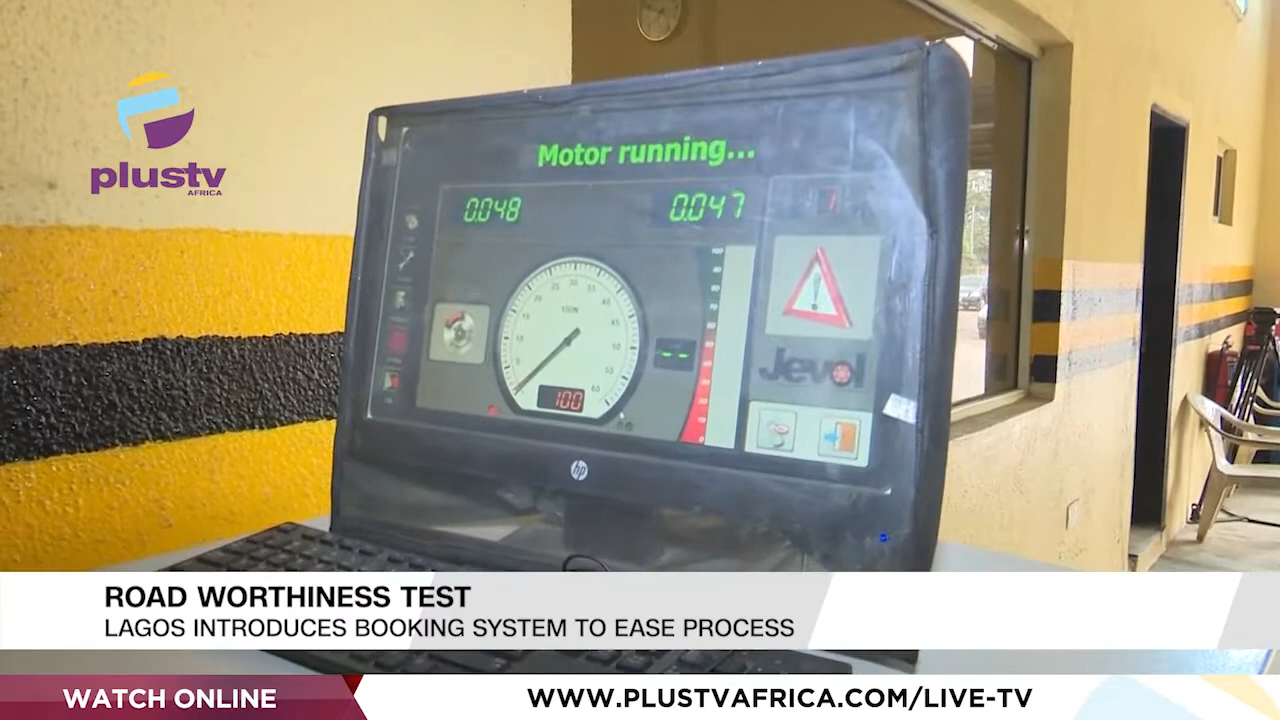 plustv
AFRICA
Motor running...
0.048
0.047
1
100
Jevol
hp
ROAD WORTHINESS TEST
LAGOS INTRODUCES BOOKING SYSTEM TO EASE PROCESS
WATCH ONLINE
WWW.PLUSTVAFRICA.COM/LIVE-TV